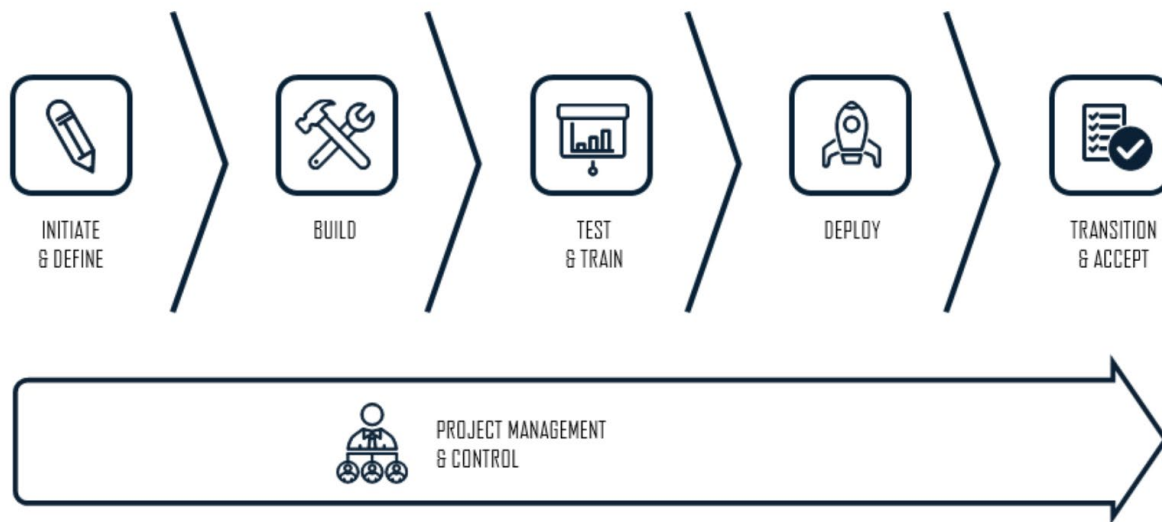 INITIATE
& DEFINE
BUILD
TEST
& TRAIN
DEPLOY
TRANSITION
& ACCEPT
PROJECT MANAGEMENT
& CONTROL